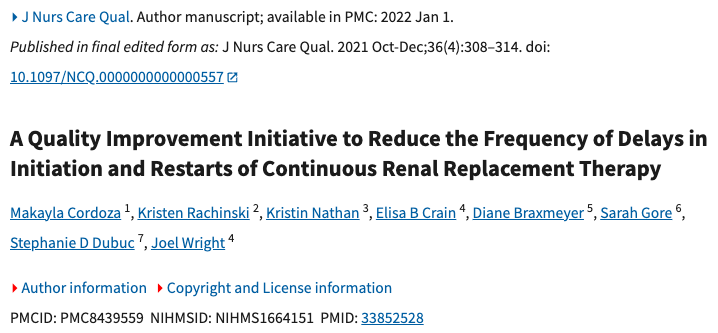 J Nurs Care Qual. Author manuscript; available in PMC: 2022 Jan 1.
Published in final edited form as: J Nurs Care Qual. 2021 Oct-Dec;36(4):308–314. doi:
10.1097/NCQ.0000000000000557
A Quality Improvement Initiative to Reduce the Frequency of Delays in
Initiation and Restarts of Continuous Renal Replacement Therapy
Makayla Cordoza 1, Kristen Rachinski 2, Kristin Nathan 3, Elisa B Crain 4, Diane Braxmeyer 5, Sarah Gore 6,
Stephanie D Dubuc 7, Joel Wright 4
Author information Copyright and License information
PMCID: PMC8439559 NIHMSID: NIHMS1664151 PMID: 33852528